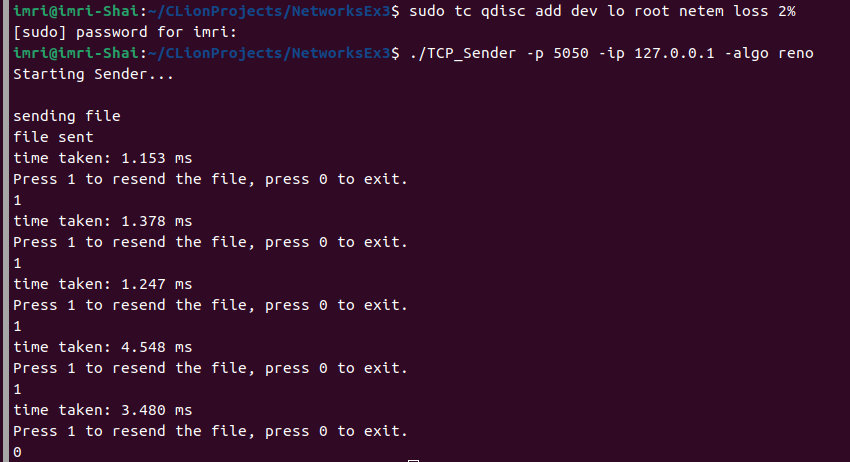 imri@imri-Shai:~/CLionProjects/NetworksEx3$ sudo tc qdisc add dev lo root netem loss 2%
[sudo] password for imri:
imri@imri-Shai:~/CLionProjects/NetworksEx3$ ./TCP_Sender -p 5050 -ip 127.0.0.1 -algo reno
Starting Sender...
sending file
file sent
time taken: 1.153 ms
Press 1 to resend the file, press 0 to exit.
1
time taken: 1.378 ms
Press 1 to resend the file, press 0 to exit.
1
time taken: 1.247 ms
Press 1 to resend the file, press 0 to exit.
1
time taken: 4.548 ms
Press 1 to resend the file, press 0 to exit.
1
time taken: 3.480 ms
Press 1 to resend the file, press 0 to exit.
0